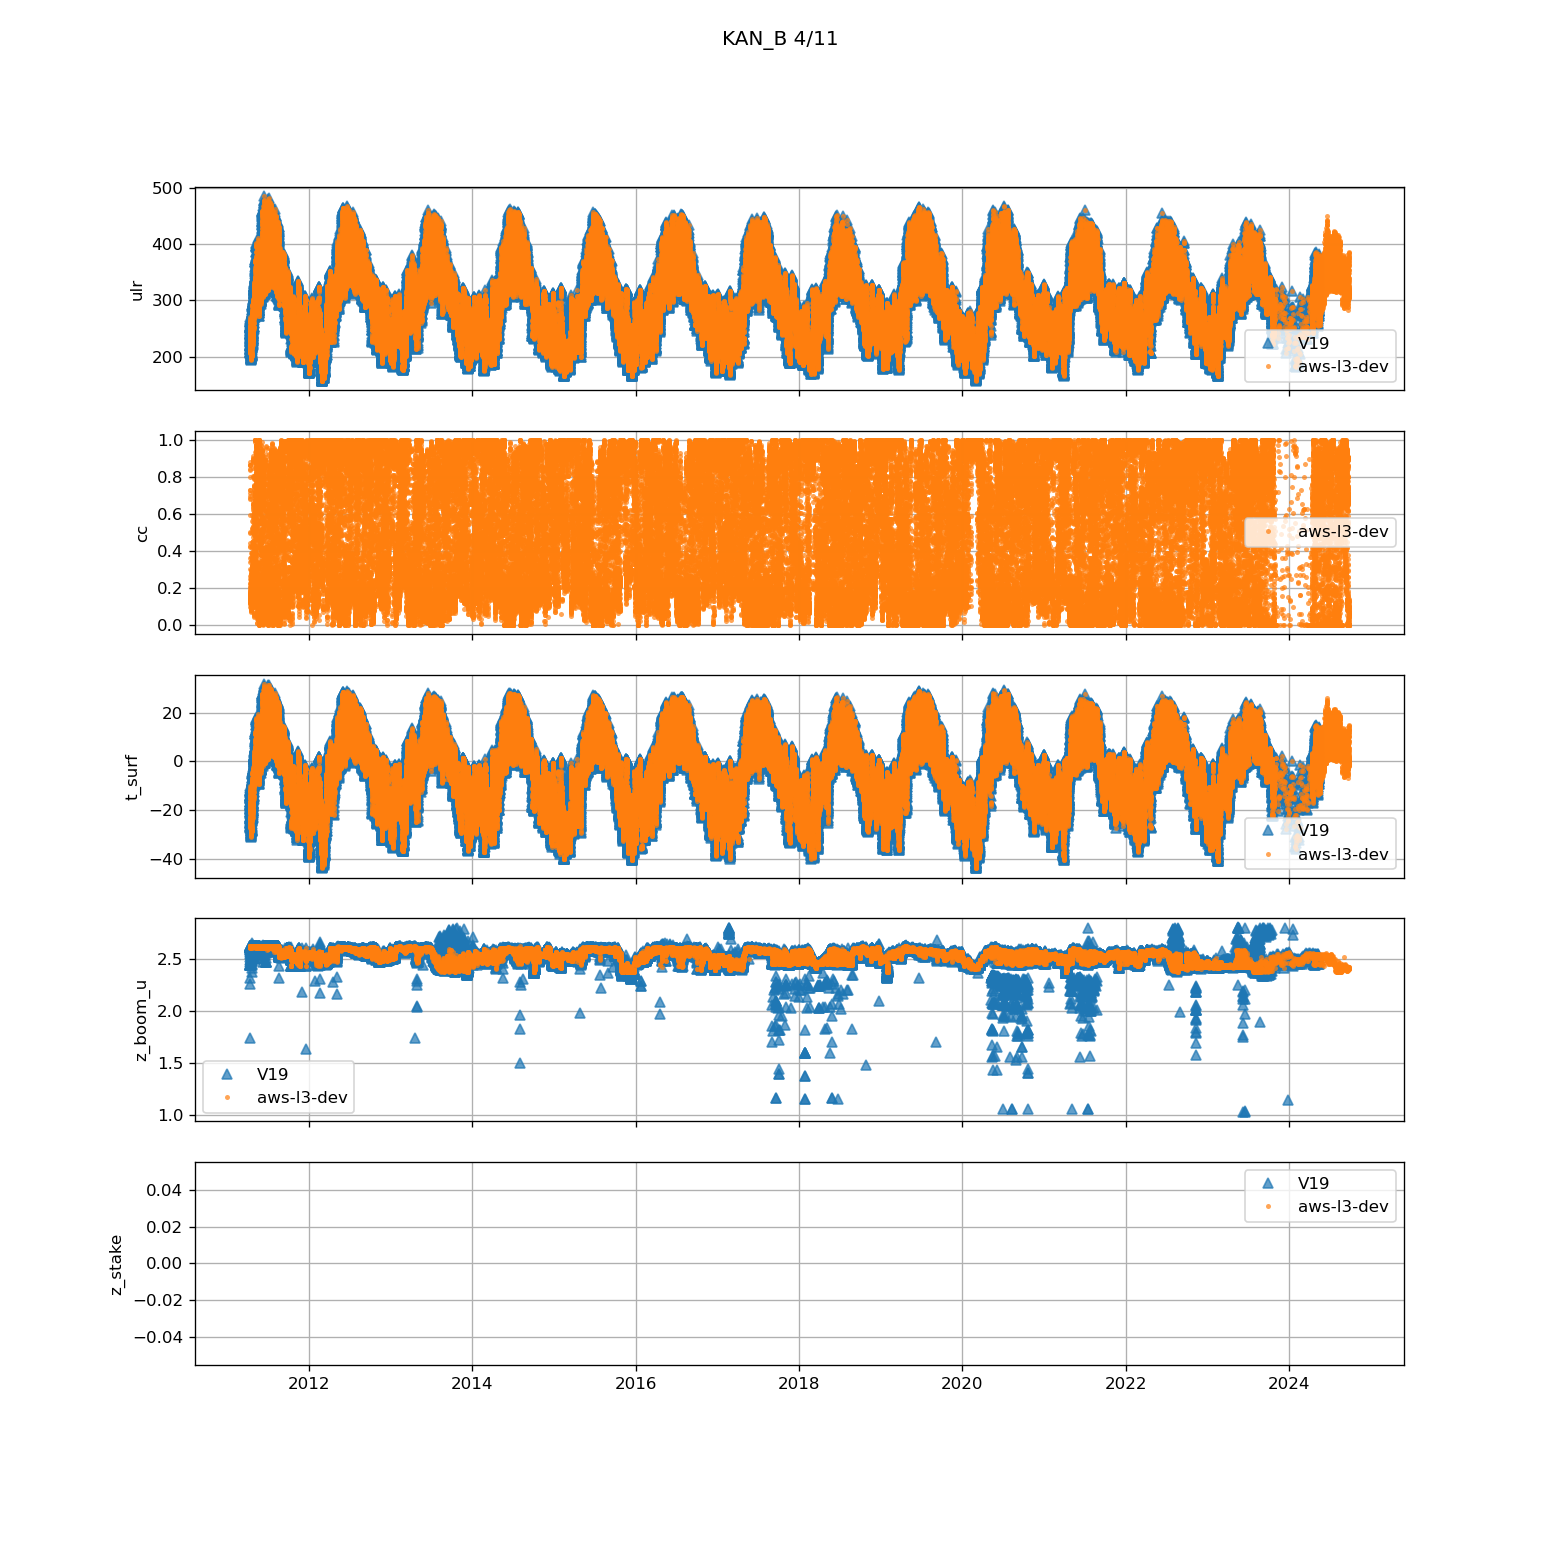 KAN_B 4/11
500
400
300
200
ulr
V19
aws-l3-dev
1.0
0.8
0.6
0.4
0.2
0.0
cc
aws-l3-dev
20
0
−20
−40
t_surf
V19
aws-l3-dev
2.5
2.0
1.5
1.0
z_boom_u
V19
aws-l3-dev
0.04
0.02
0.00
−0.02
−0.04
z_stake
V19
aws-l3-dev
2012 2014 2016 2018 2020 2022 2024